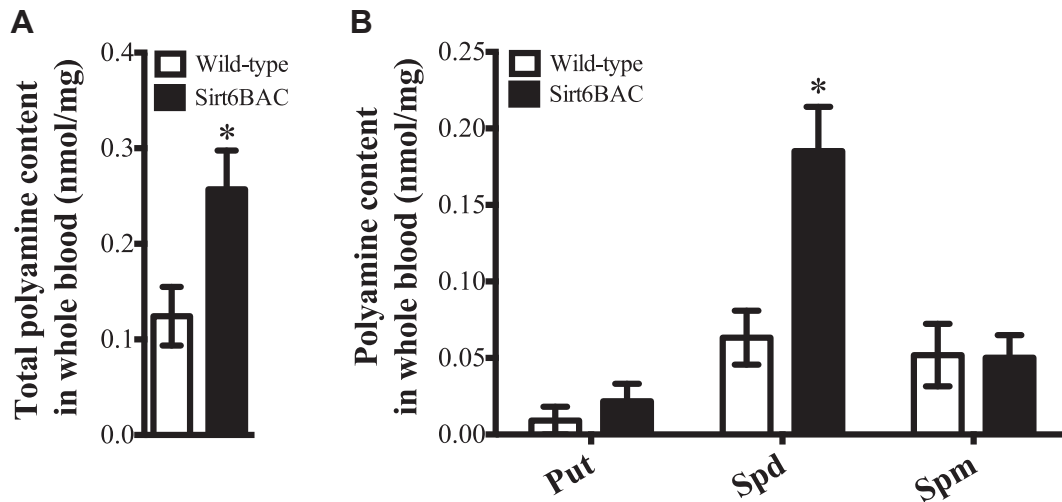 A
Total polyamine content
in whole blood (nmol/mg)
0.4
0.3
0.2
0.1
0.0
Wild-type
Sirt6BAC
*
B
Polyamine content
in whole blood (nmol/mg)
0.25
0.20
0.15
0.10
0.05
0.00
Wild-type
Sirt6BAC
*
Put
Spd
Spm